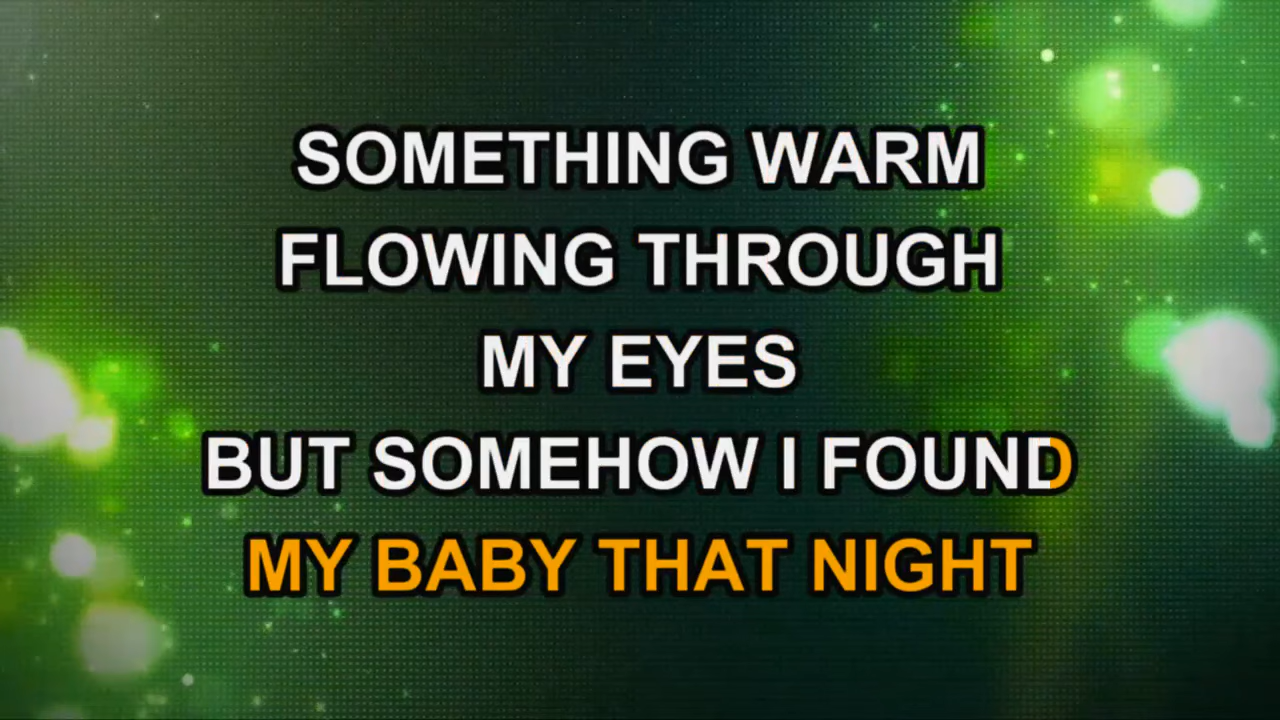 SOMETHING WARM
FLOWING THROUGH
MY EYES
BUT SOMEHOW I FOUND
MY BABY THAT NIGHT